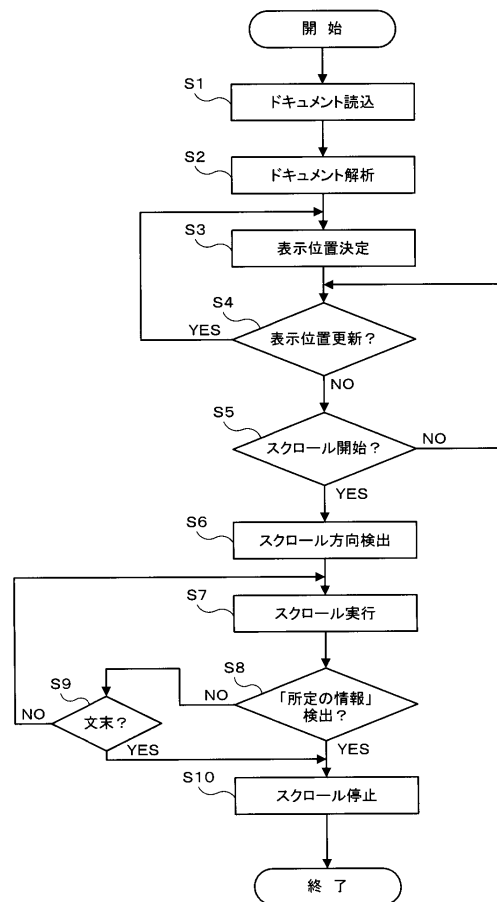 開 始
S1
ドキュメント読込
S2
ドキュメント解析
S3
表示位置決定
S4
YES
表示位置更新？
NO
S5
スクロール開始？
NO
YES
S6
スクロール方向検出
S7
スクロール実行
S8
NO
「所定の情報」
検出？
S9
文末？
NO
YES
YES
S10
スクロール停止
終 了